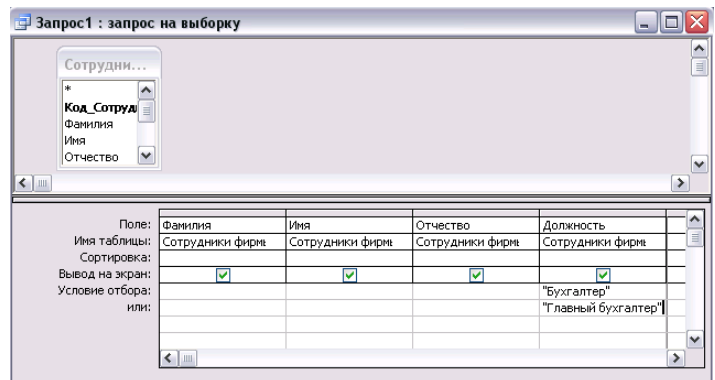 Запрос1 : запрос на выборку
Сотрудни...
*
Код_Сотруд
Фамилия
Имя
Отчество
Поле: Фамилия Имя Отчество Должность
Имя таблицы: Сотрудники фирмы Сотрудники фирмы Сотрудники фирмы Сотрудники фирмы
Сортировка:
Вывод на экран:
Условие отбора: "Бухгалтер"
или: "Главный бухгалтер"